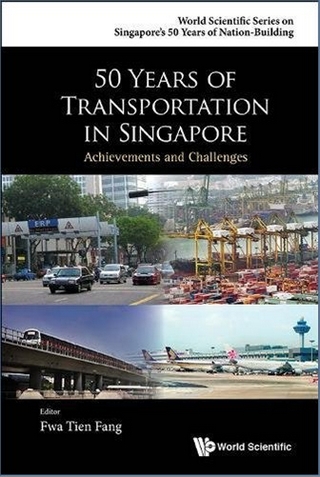 World Scientific Series on
Singapore's 50 Years of Nation-Building
50 YEARS OF
TRANSPORTATION
IN SINGAPORE
Achievements and Challenges
ERP
Editor
Fwa Tien Fang
World Scientific